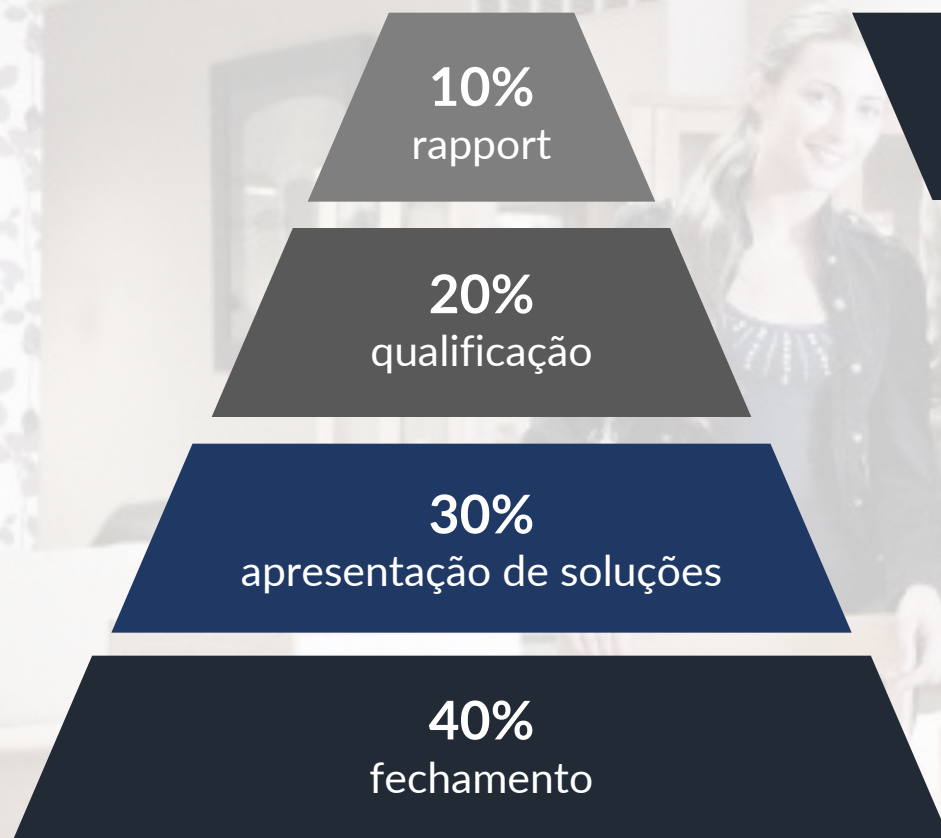 10%
rapport
20%
qualificação
30%
apresentação de soluções
40%
fechamento